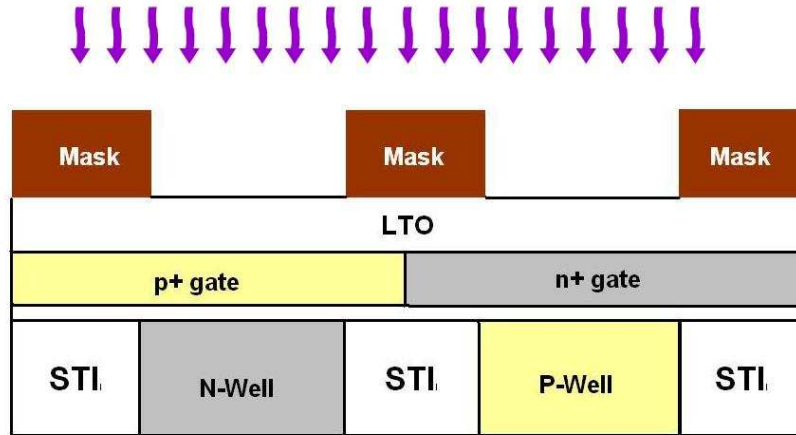 Mask
Mask
Mask
LTO
p+ gate
n+ gate
STI
N-Well
STI
P-Well
STI